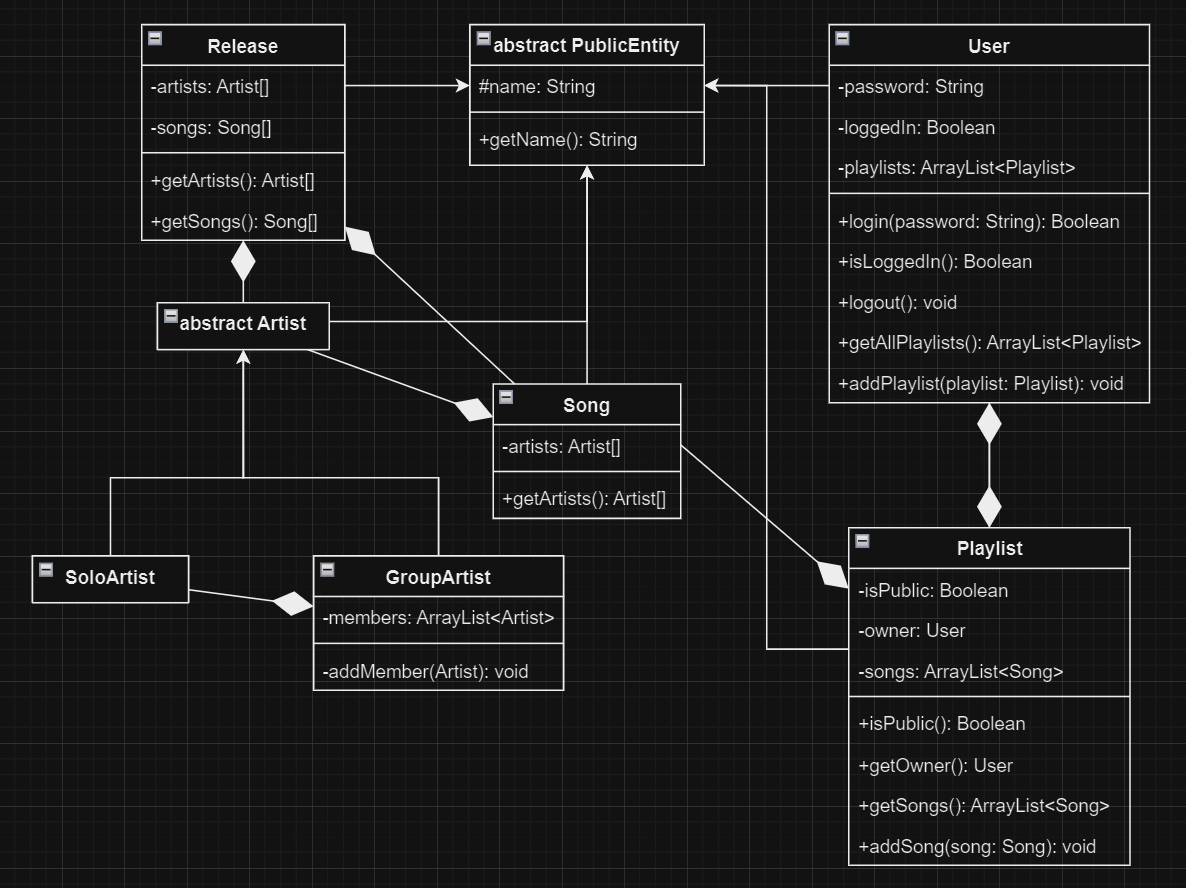 Release
-artists: Artist[]
-songs: Song[]
+getArtists(): Artist[]
+getSongs(): Song[]
abstract PublicEntity
#name: String
+getName(): String
User
-password: String
-loggedIn: Boolean
-playlists: ArrayList<Playlist>
+login(password: String): Boolean
+isLoggedIn(): Boolean
+logout(): void
+getAllPlaylists(): ArrayList<Playlist>
+addPlaylist(playlist: Playlist): void
abstract Artist
Song
-artists: Artist[]
+getArtists(): Artist[]
SoloArtist
GroupArtist
-members: ArrayList<Artist>
-addMember(Artist): void
Playlist
-isPublic: Boolean
-owner: User
-songs: ArrayList<Song>
+isPublic(): Boolean
+getOwner(): User
+getSongs(): ArrayList<Song>
+addSong(song: Song): void